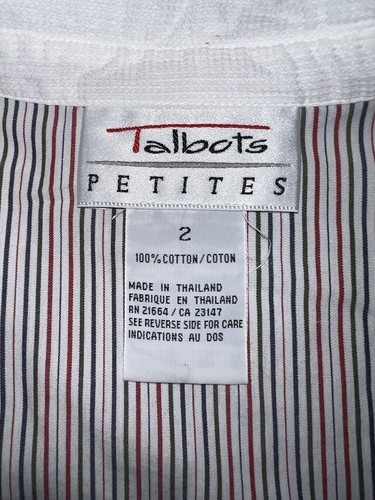 Talbots
PETITES
2
100% COTTON/COTON
MADE IN THAILAND
FABRIQUE EN THAILAND
RN 21664 / CA 23147
SEE REVERSE SIDE FOR CARE
INDICATIONS AU DOS